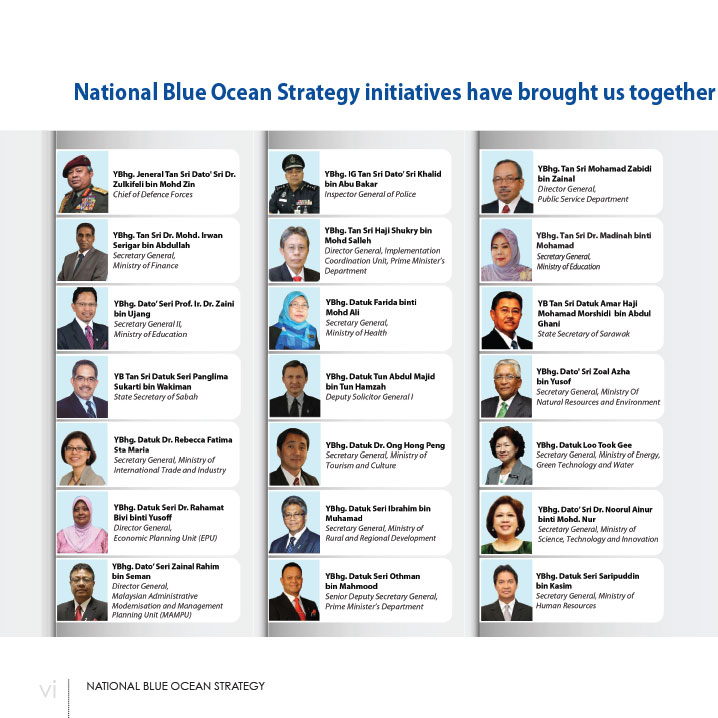 National Blue Ocean Strategy initiatives have brought us together
YBhg. Jeneral Tan Sri Dato' Sri Dr.
Zulkifeli bin Mohd Zin
Chief of Defence Forces
YBhg. IG Tan Sri Dato' Sri Khalid
bin Abu Bakar
Inspector General of Police
YBhg. Tan Sri Mohamad Zabidi
bin Zainal
Director General,
Public Service Department
YBhg. Tan Sri Dr. Mohd. Irwan
Serigar bin Abdullah
Secretary General,
Ministry of Finance
YBhg. Tan Sri Haji Shukry bin
Mohd Salleh
Director General, Implementation
Coordination Unit, Prime Minister's
Department
YBhg. Tan Sri Dr. Madinah binti
Mohamad
Secretary General,
Ministry of Education
YBhg. Dato' Seri Prof. Ir. Dr. Zaini
bin Ujang
Secretary General II,
Ministry of Education
YBhg. Datuk Farida binti
Mohd Ali
Secretary General,
Ministry of Health
YB Tan Sri Datuk Amar Haji
Mohamad Morshidi bin Abdul
Ghani
State Secretary of Sarawak
YB Tan Sri Datuk Seri Panglima
Sukarti bin Wakiman
State Secretary of Sabah
YBhg. Datuk Tun Abdul Majid
bin Tun Hamzah
Deputy Solicitor General I
YBhg. Dato' Sri Zoal Azha
bin Yusof
Secretary General, Ministry Of
Natural Resources and Environment
YBhg. Datuk Dr. Rebecca Fatima
Sta Maria
Secretary General, Ministry of
International Trade and Industry
YBhg. Datuk Dr. Ong Hong Peng
Secretary General, Ministry of
Tourism and Culture
YBhg. Datuk Loo Took Gee
Secretary General, Ministry of Energy,
Green Technology and Water
YBhg. Datuk Seri Dr. Rahamat
Bivi binti Yusoff
Director General,
Economic Planning Unit (EPU)
YBhg. Datuk Seri Ibrahim bin
Muhamad
Secretary General, Ministry of
Rural and Regional Development
YBhg. Dato' Sri Dr. Noorul Ainur
binti Mohd. Nur
Secretary General, Ministry of
Science, Technology and Innovation
YBhg. Dato' Seri Zainal Rahim
bin Seman
Director General,
Malaysian Administrative
Modernisation and Management
Planning Unit (MAMPU)
YBhg. Datuk Seri Othman
bin Mahmood
Senior Deputy Secretary General,
Prime Minister's Department
YBhg. Datuk Seri Saripuddin
bin Kasim
Secretary General, Ministry of
Human Resources
vi
NATIONAL BLUE OCEAN STRATEGY